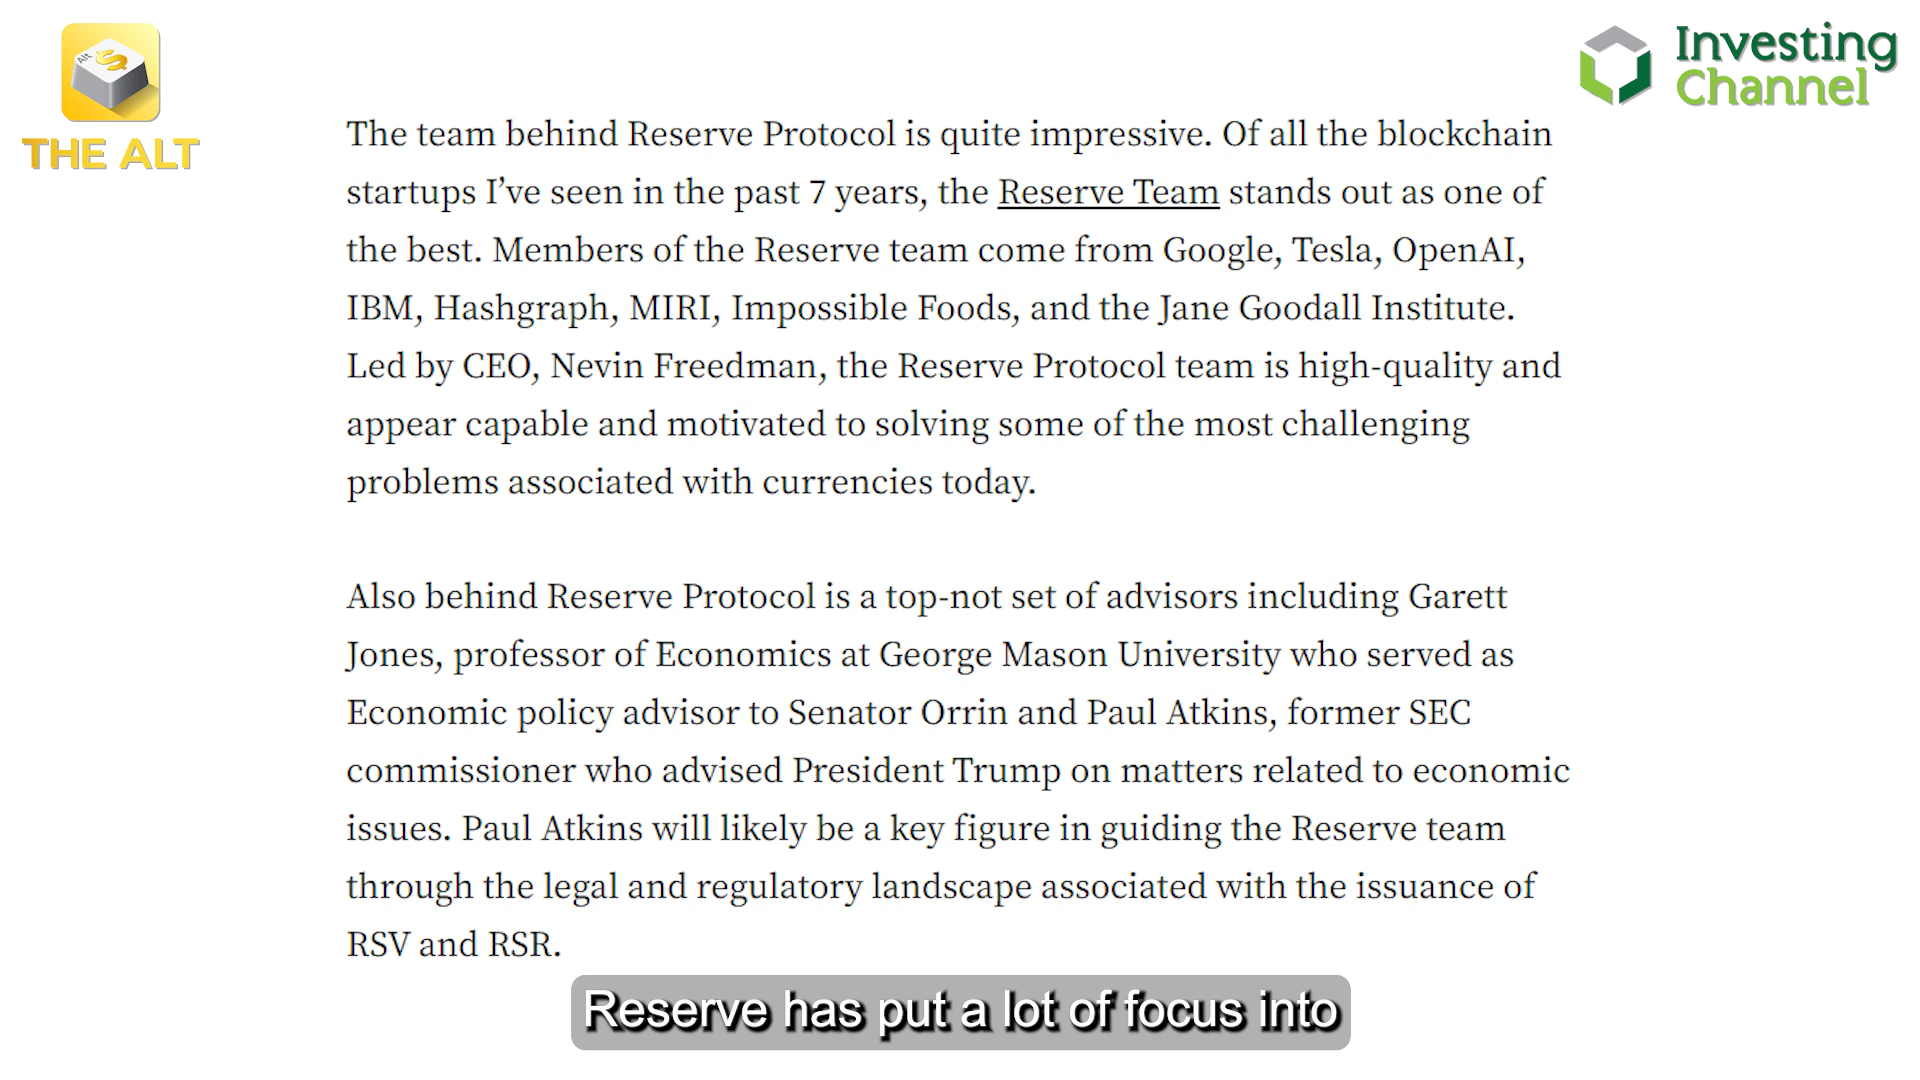 Alt
THE ALT
Investing
Channel
The team behind Reserve Protocol is quite impressive. Of all the blockchain
startups I’ve seen in the past 7 years, the Reserve Team stands out as one of
the best. Members of the Reserve team come from Google, Tesla, OpenAI,
IBM, Hashgraph, MIRI, Impossible Foods, and the Jane Goodall Institute.
Led by CEO, Nevin Freedman, the Reserve Protocol team is high-quality and
appear capable and motivated to solving some of the most challenging
problems associated with currencies today.
Also behind Reserve Protocol is a top-not set of advisors including Garett
Jones, professor of Economics at George Mason University who served as
Economic policy advisor to Senator Orrin and Paul Atkins, former SEC
commissioner who advised President Trump on matters related to economic
issues. Paul Atkins will likely be a key figure in guiding the Reserve team
through the legal and regulatory landscape associated with the issuance of
RSV and RSR.
Reserve has put a lot of focus into